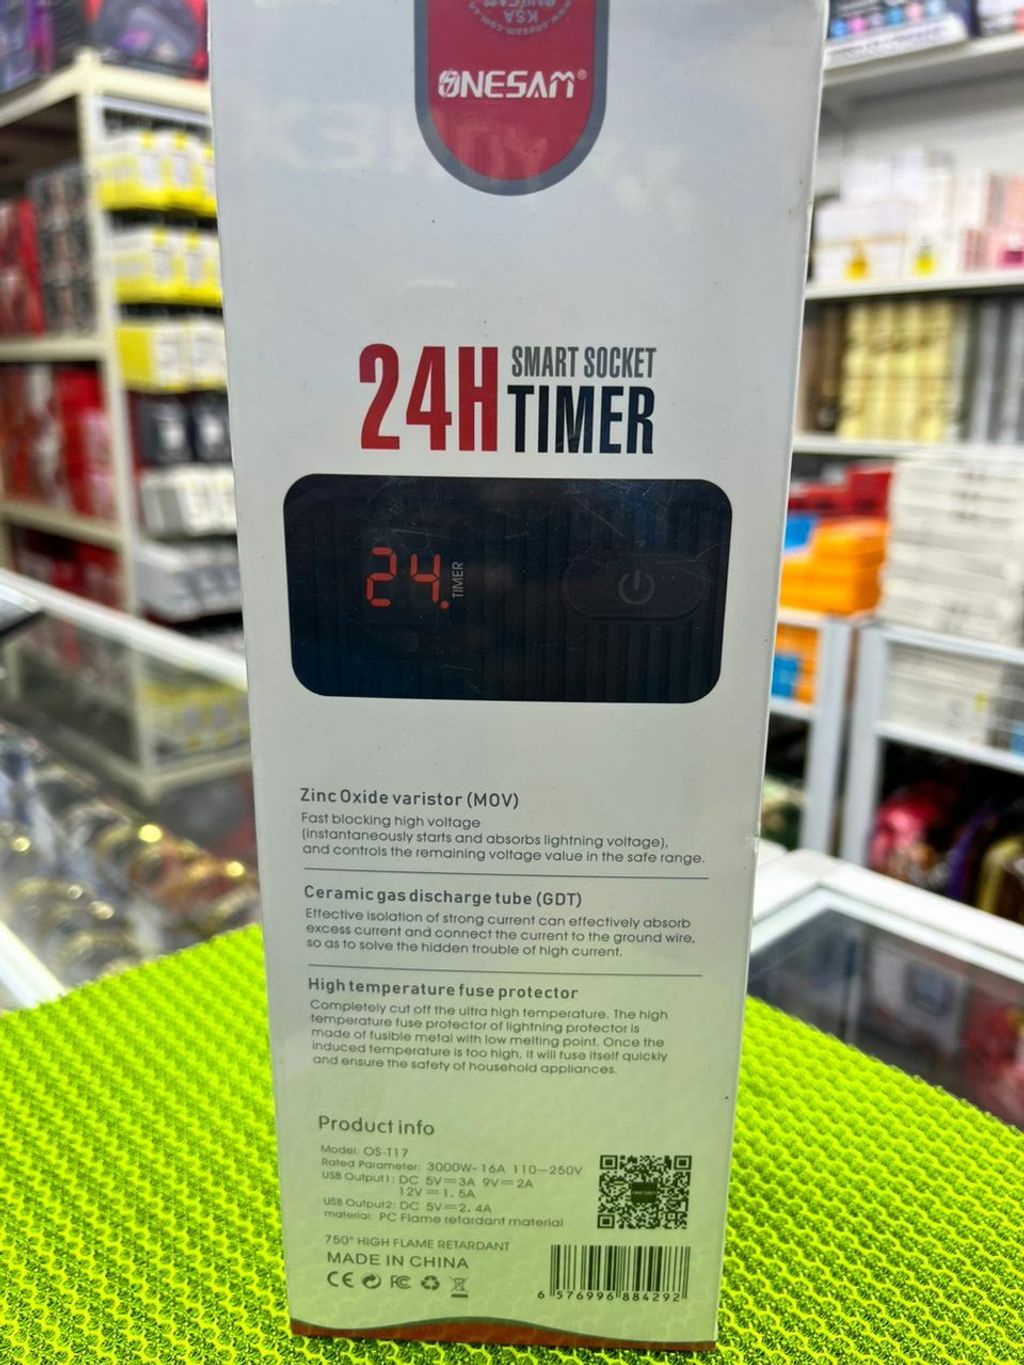 KSA
www.onesam.com.cn
ONESAM®
24H SMART SOCKET
TIMER
24.
TIMER
Zinc Oxide varistor (MOV)
Fast blocking high voltage
(instantaneously starts and absorbs lightning voltage),
and controls the remaining voltage value in the safe range.
Ceramic gas discharge tube (GDT)
Effective isolation of strong current can effectively absorb
excess current and connect the current to the ground wire,
so as to solve the hidden trouble of high current.
High temperature fuse protector
Completely cut off the ultra high temperature. The high
temperature fuse protector of lightning protector is
made of fusible metal with low melting point. Once the
induced temperature is too high, it will fuse itself quickly
and ensure the safety of household appliances.
Product info
Model: OS-T17
Rated Parameter: 3000W-16A 110-250V
USB Output1: DC 5V⎓3A 9V⎓2A
12V⎓1.5A
USB Output2: DC 5V⎓2.4A
material: PC Flame retardant material
750° HIGH FLAME RETARDANT
MADE IN CHINA
CE FC
ONESAM
6 576996 884292